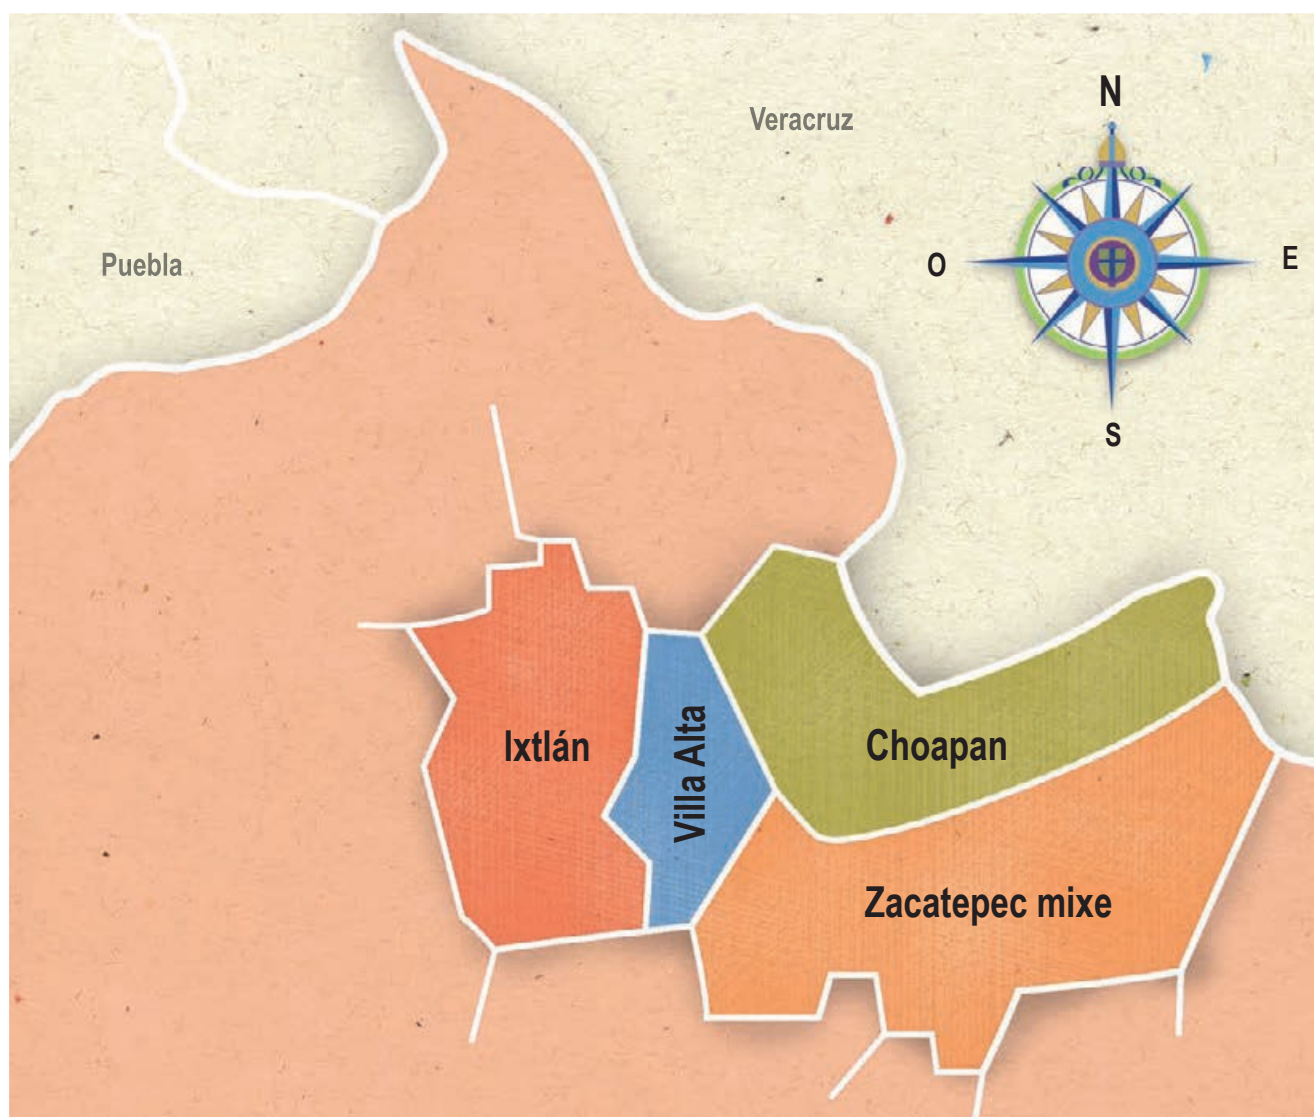 N
Veracruz
Puebla
O
E
S
Ixtlán
Villa Alta
Choapan
Zacatepec mixe